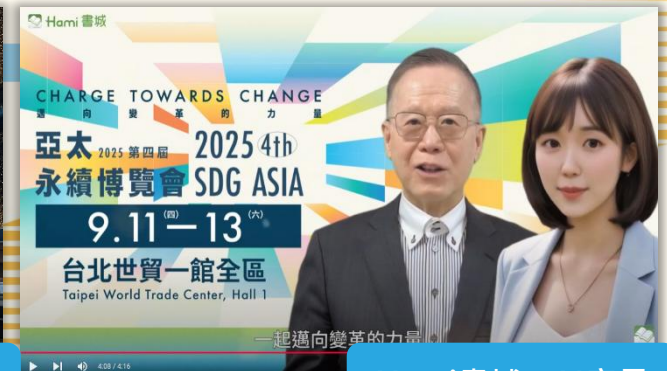 Hami 書城
CHARGE TOWARDS CHANGE
邁向變革的力量
亞太 2025 第四屆
永續博覽會
2025 4th
SDG ASIA
9.11(四)—13(六)
台北世貿一館全區
Taipei World Trade Center, Hall 1
一起邁向變革的力量
4:08 / 4:16